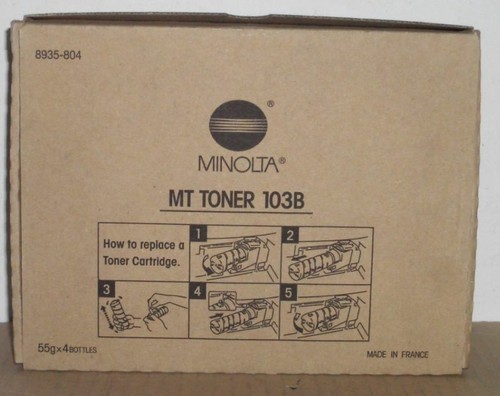 8935-804
®
MINOLTA®
MT TONER 103B
How to replace a
Toner Cartridge.
1
2
3
4
5
55g×4BOTTLES
MADE IN FRANCE